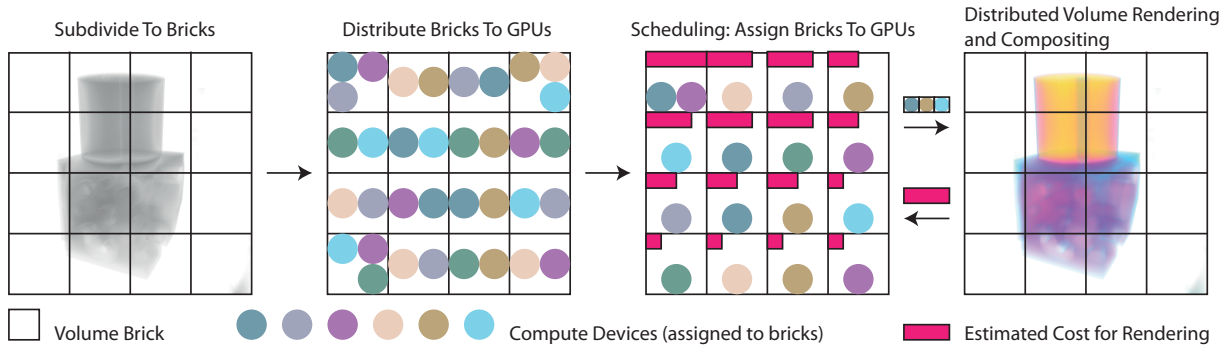 Subdivide To Bricks
Distribute Bricks To GPUs
Scheduling: Assign Bricks To GPUs
Distributed Volume Rendering
and Compositing
Volume Brick
Compute Devices (assigned to bricks)
Estimated Cost for Rendering